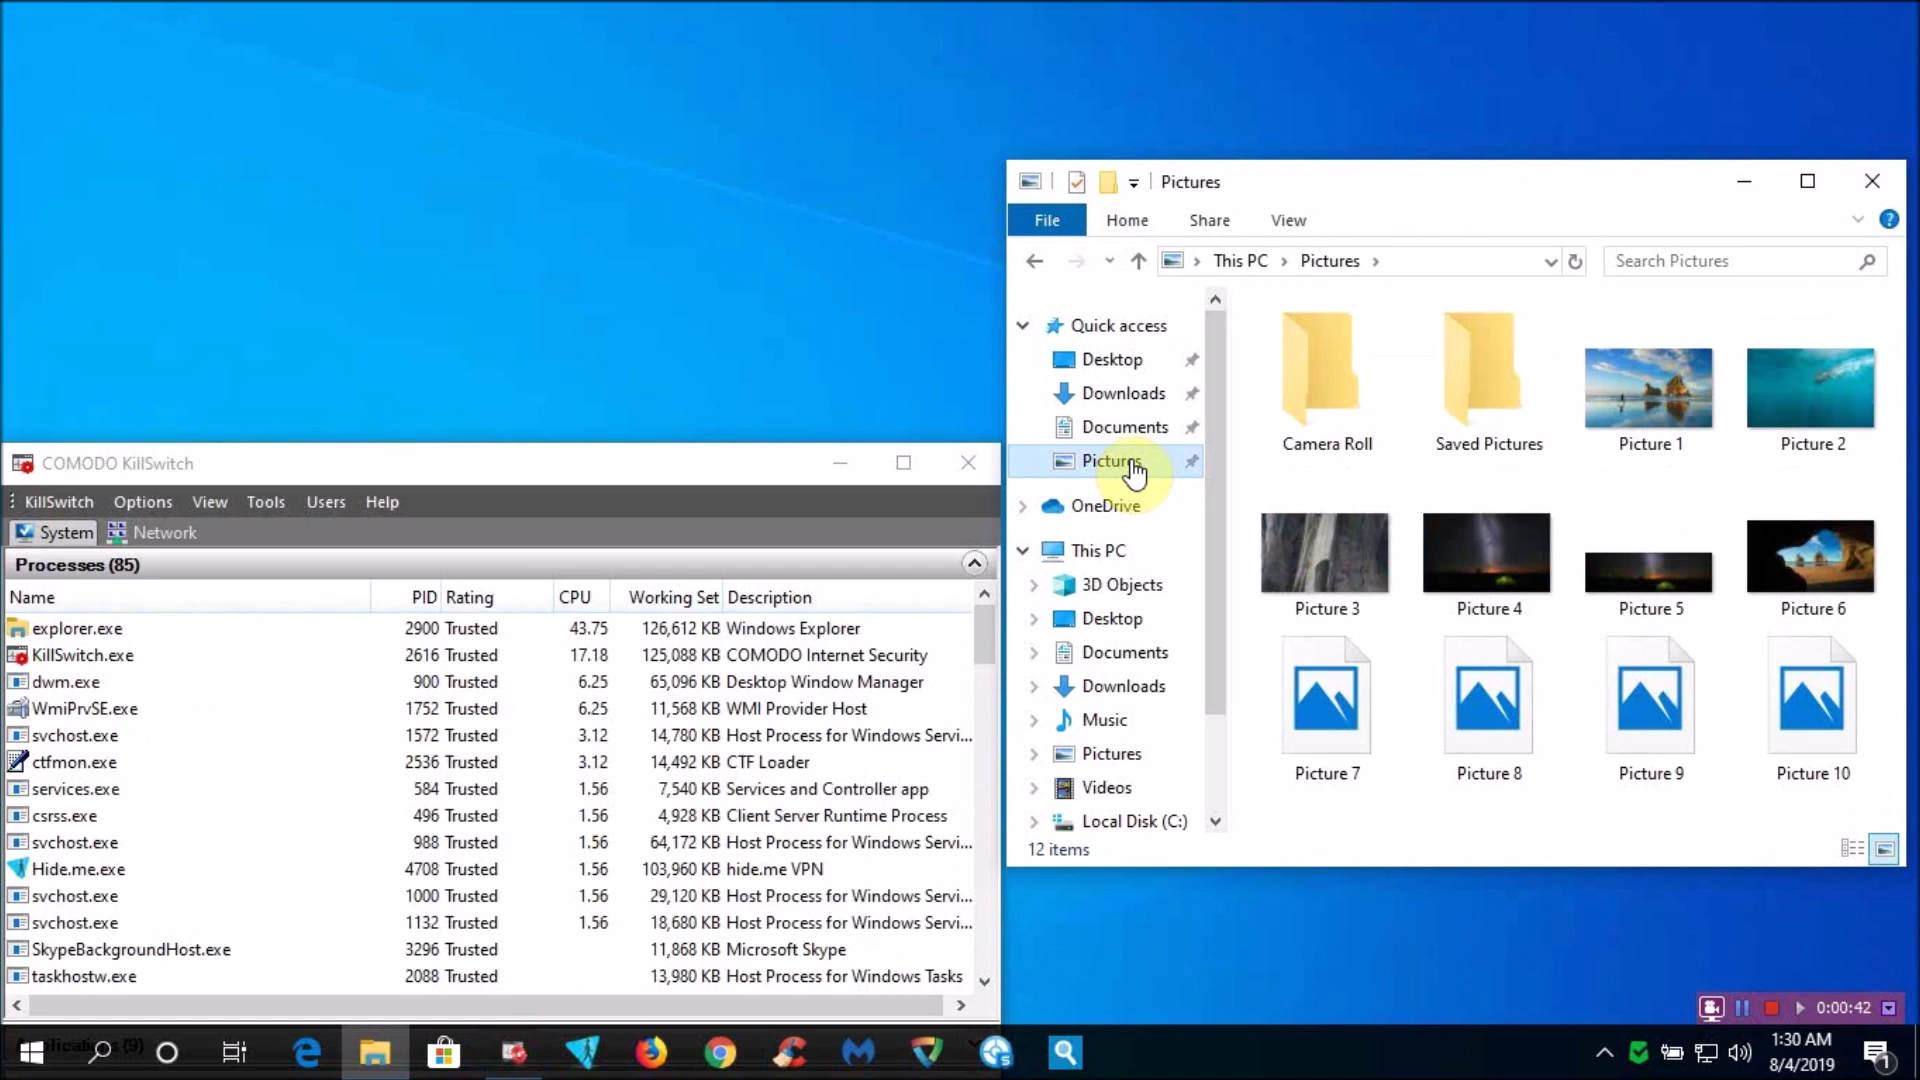 Pictures
File Home Share View
This PC Pictures
Search Pictures
Quick access
Desktop
Downloads
Documents
Pictures
OneDrive
This PC
3D Objects
Desktop
Documents
Downloads
Music
Pictures
Videos
Local Disk (C:)
Camera Roll Saved Pictures Picture 1 Picture 2
Picture 3 Picture 4 Picture 5 Picture 6
Picture 7 Picture 8 Picture 9 Picture 10
12 items
COMODO KillSwitch
KillSwitch Options View Tools Users Help
System Network
Processes (85)
Name PID Rating CPU Working Set Description
explorer.exe 2900 Trusted 43.75 126,612 KB Windows Explorer
KillSwitch.exe 2616 Trusted 17.18 125,088 KB COMODO Internet Security
dwm.exe 900 Trusted 6.25 65,096 KB Desktop Window Manager
WmiPrvSE.exe 1752 Trusted 6.25 11,568 KB WMI Provider Host
svchost.exe 1572 Trusted 3.12 14,780 KB Host Process for Windows Servi...
ctfmon.exe 2536 Trusted 3.12 14,492 KB CTF Loader
services.exe 584 Trusted 1.56 7,540 KB Services and Controller app
csrss.exe 496 Trusted 1.56 4,928 KB Client Server Runtime Process
svchost.exe 988 Trusted 1.56 64,172 KB Host Process for Windows Servi...
Hide.me.exe 4708 Trusted 1.56 103,960 KB hide.me VPN
svchost.exe 1000 Trusted 1.56 29,120 KB Host Process for Windows Servi...
svchost.exe 1132 Trusted 1.56 18,680 KB Host Process for Windows Servi...
SkypeBackgroundHost.exe 3296 Trusted 11,868 KB Microsoft Skype
taskhostw.exe 2088 Trusted 13,980 KB Host Process for Windows Tasks
0:00:42
1:30 AM
8/4/2019
1